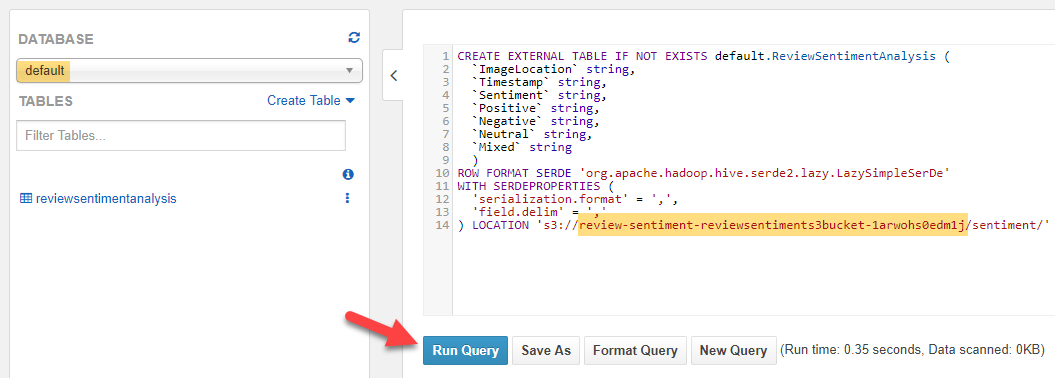 DATABASE
default
TABLES
Create Table
Filter Tables...
reviewsentimentanalysis
1 CREATE EXTERNAL TABLE IF NOT EXISTS default.ReviewSentimentAnalysis (
2 `ImageLocation` string,
3 `Timestamp` string,
4 `Sentiment` string,
5 `Positive` string,
6 `Negative` string,
7 `Neutral` string,
8 `Mixed` string
9 )
10 ROW FORMAT SERDE 'org.apache.hadoop.hive.serde2.lazy.LazySimpleSerDe'
11 WITH SERDEPROPERTIES (
12 'serialization.format' = ',',
13 'field.delim' = ','
14 ) LOCATION 's3://review-sentiment-reviewsentiments3bucket-1arwohs0edm1j/sentiment/'
Run Query Save As Format Query New Query (Run time: 0.35 seconds, Data scanned: 0KB)